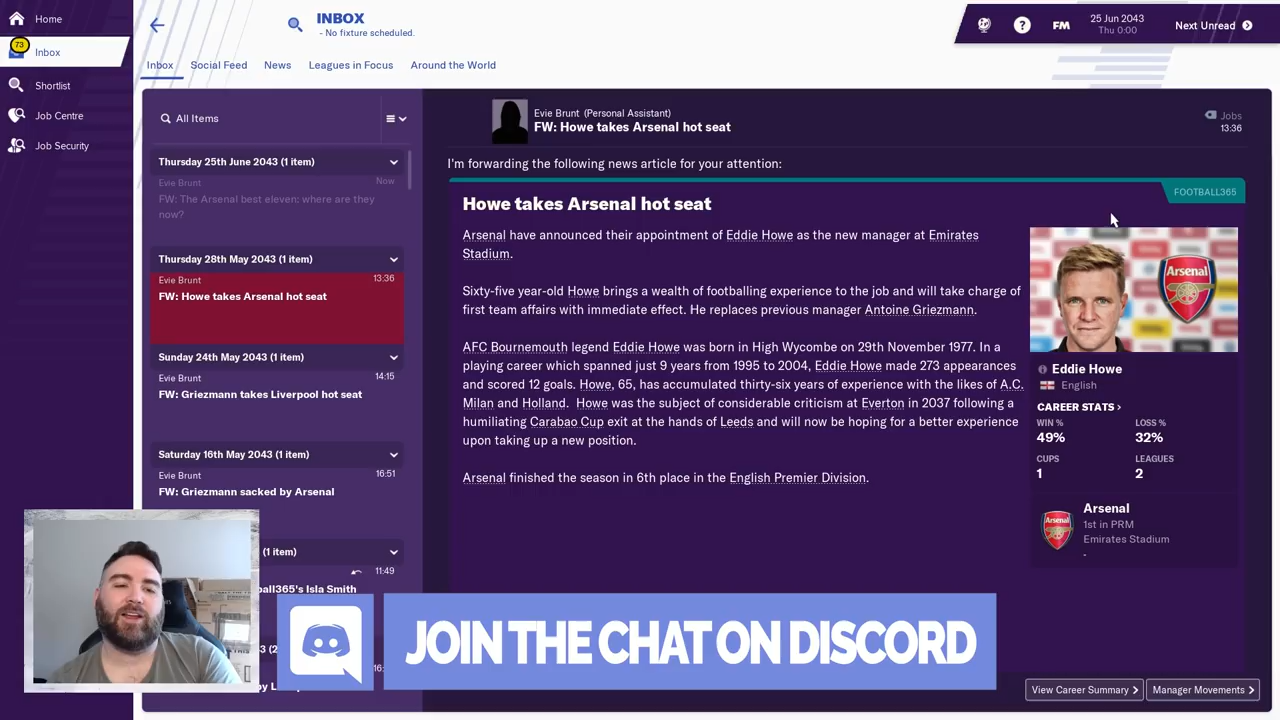 Home
73
Inbox
Shortlist
Job Centre
Job Security
INBOX
- No fixture scheduled.
?
FM
25 Jun 2043
Thu 0:00
Next Unread
Inbox
Social Feed
News
Leagues in Focus
Around the World
All Items
Thursday 25th June 2043 (1 item)
Evie Brunt
Now
FW: The Arsenal best eleven: where are they
now?
Thursday 28th May 2043 (1 item)
Evie Brunt
13:36
FW: Howe takes Arsenal hot seat
Sunday 24th May 2043 (1 item)
Evie Brunt
14:15
FW: Griezmann takes Liverpool hot seat
Saturday 16th May 2043 (1 item)
Evie Brunt
16:51
FW: Griezmann sacked by Arsenal
(1 item)
11:49
ball365's Isla Smith
3 (2
16:
by Le
Evie Brunt (Personal Assistant)
FW: Howe takes Arsenal hot seat
Jobs
13:36
I'm forwarding the following news article for your attention:
FOOTBALL365
Howe takes Arsenal hot seat
Arsenal have announced their appointment of Eddie Howe as the new manager at Emirates
Stadium.
Sixty-five year-old Howe brings a wealth of footballing experience to the job and will take charge of
first team affairs with immediate effect. He replaces previous manager Antoine Griezmann.
AFC Bournemouth legend Eddie Howe was born in High Wycombe on 29th November 1977. In a
playing career which spanned just 9 years from 1995 to 2004, Eddie Howe made 273 appearances
and scored 12 goals. Howe, 65, has accumulated thirty-six years of experience with the likes of A.C.
Milan and Holland. Howe was the subject of considerable criticism at Everton in 2037 following a
humiliating Carabao Cup exit at the hands of Leeds and will now be hoping for a better experience
upon taking up a new position.
Arsenal finished the season in 6th place in the English Premier Division.
Arsenal
Eddie Howe
English
CAREER STATS >
WIN %
LOSS %
49%
32%
CUPS
LEAGUES
1
2
Arsenal
Arsenal
1st in PRM
Emirates Stadium
-
JOIN THE CHAT ON DISCORD
View Career Summary >
Manager Movements >